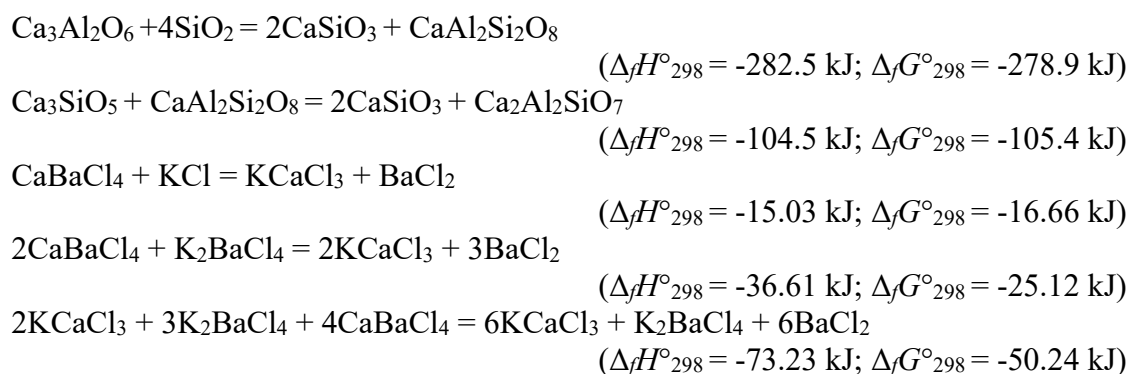 Ca₃Al₂O₆ +4SiO₂ = 2CaSiO₃ + CaAl₂Si₂O₈
(ΔfH°₂₉₈ = -282.5 kJ; ΔfG°₂₉₈ = -278.9 kJ)
Ca₃SiO₅ + CaAl₂Si₂O₈ = 2CaSiO₃ + Ca₂Al₂SiO₇
(ΔfH°₂₉₈ = -104.5 kJ; ΔfG°₂₉₈ = -105.4 kJ)
CaBaCl₄ + KCl = KCaCl₃ + BaCl₂
(ΔfH°₂₉₈ = -15.03 kJ; ΔfG°₂₉₈ = -16.66 kJ)
2CaBaCl₄ + K₂BaCl₄ = 2KCaCl₃ + 3BaCl₂
(ΔfH°₂₉₈ = -36.61 kJ; ΔfG°₂₉₈ = -25.12 kJ)
2KCaCl₃ + 3K₂BaCl₄ + 4CaBaCl₄ = 6KCaCl₃ + K₂BaCl₄ + 6BaCl₂
(ΔfH°₂₉₈ = -73.23 kJ; ΔfG°₂₉₈ = -50.24 kJ)